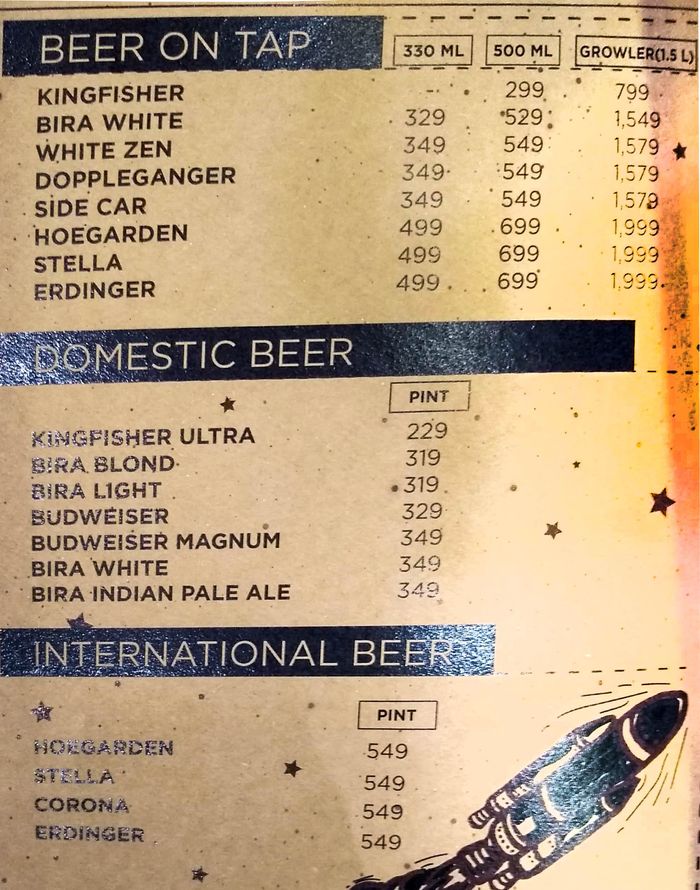 BEER ON TAP 330 ML 500 ML GROWLER(1.5 L)
KINGFISHER - 299 799
BIRA WHITE 329 529 1,549
WHITE ZEN 349 549 1,579
DOPPLEGANGER 349 549 1,579
SIDE CAR 349 549 1,579
HOEGARDEN 499 699 1,999
STELLA 499 699 1,999
ERDINGER 499 699 1,999
DOMESTIC BEER
PINT
KINGFISHER ULTRA 229
BIRA BLOND 319
BIRA LIGHT 319
BUDWEISER 329
BUDWEISER MAGNUM 349
BIRA WHITE 349
BIRA INDIAN PALE ALE 349
INTERNATIONAL BEER
PINT
HOEGARDEN 549
STELLA 549
CORONA 549
ERDINGER 549